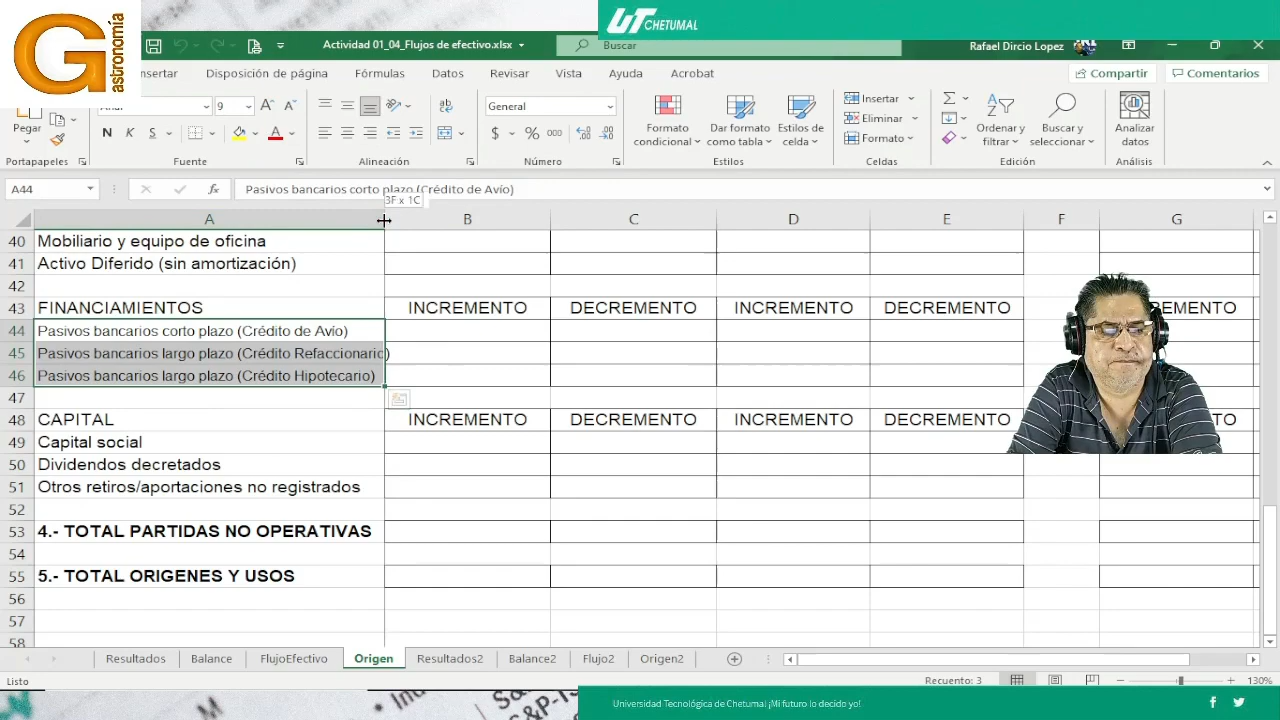 G
astronomía
UT CHETUMAL
Actividad 01_04_Flujos de efectivo.xlsx
Buscar
Rafael Dircio Lopez
Disposición de página
Fórmulas
Datos
Revisar
Vista
Ayuda
Acrobat
Compartir
Comentarios
Pegar
9
N K S
General
$ % 000
Formato condicional
Dar formato como tabla
Estilos de celda
Insertar
Eliminar
Formato
Ordenar y filtrar
Buscar y seleccionar
Analizar datos
Portapapeles
Fuente
Alineación
Número
Estilos
Celdas
Edición
Análisis
A44
fx
Pasivos bancarios corto plazo (Crédito de Avío)
3F x 1C
A B C D E F G
40 Mobiliario y equipo de oficina
41 Activo Diferido (sin amortización)
42
43 FINANCIAMIENTOS INCREMENTO DECREMENTO INCREMENTO DECREMENTO
44 Pasivos bancarios corto plazo (Crédito de Avío)
45 Pasivos bancarios largo plazo (Crédito Refaccionario)
46 Pasivos bancarios largo plazo (Crédito Hipotecario)
47
48 CAPITAL INCREMENTO DECREMENTO INCREMENTO DECREMENTO
49 Capital social
50 Dividendos decretados
51 Otros retiros/aportaciones no registrados
52
53 4.- TOTAL PARTIDAS NO OPERATIVAS
54
55 5.- TOTAL ORIGENES Y USOS
56
57
58
Resultados Balance FlujoEfectivo Origen Resultados2 Balance2 Flujo2 Origen2
Listo
Recuento: 3
130%
Universidad Tecnológica de Chetumal ¡Mi futuro lo decido yo!